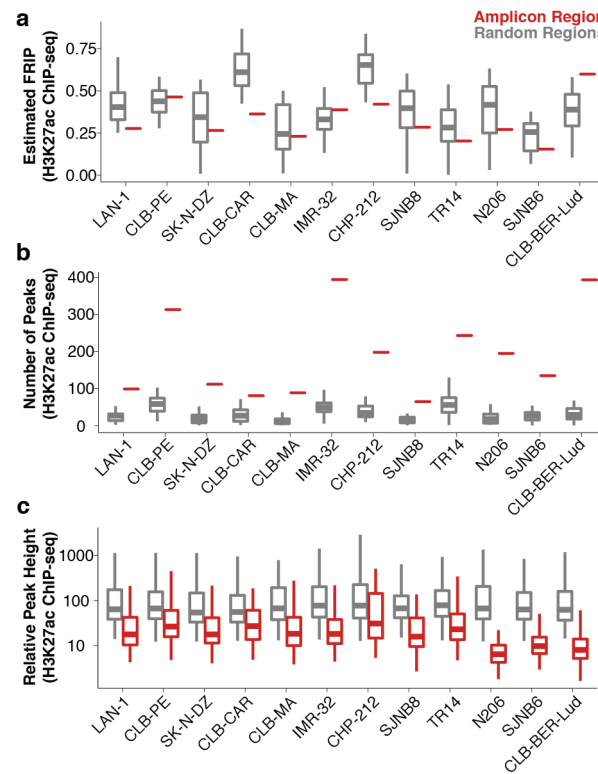 a
Amplicon Region
Random Regions
Estimated FRIP
(H3K27ac ChIP-seq)
0.75
0.50
0.25
0.00
LAN-1
CLB-PE
SK-N-DZ
CLB-CAR
CLB-MA
IMR-32
CHP-212
SJNB8
TR14
N206
SJNB6
CLB-BER-Lud
b
Number of Peaks
(H3K27ac ChIP-seq)
400
300
200
100
0
LAN-1
CLB-PE
SK-N-DZ
CLB-CAR
CLB-MA
IMR-32
CHP-212
SJNB8
TR14
N206
SJNB6
CLB-BER-Lud
c
Relative Peak Height
(H3K27ac ChIP-seq)
1000
100
10
LAN-1
CLB-PE
SK-N-DZ
CLB-CAR
CLB-MA
IMR-32
CHP-212
SJNB8
TR14
N206
SJNB6
CLB-BER-Lud